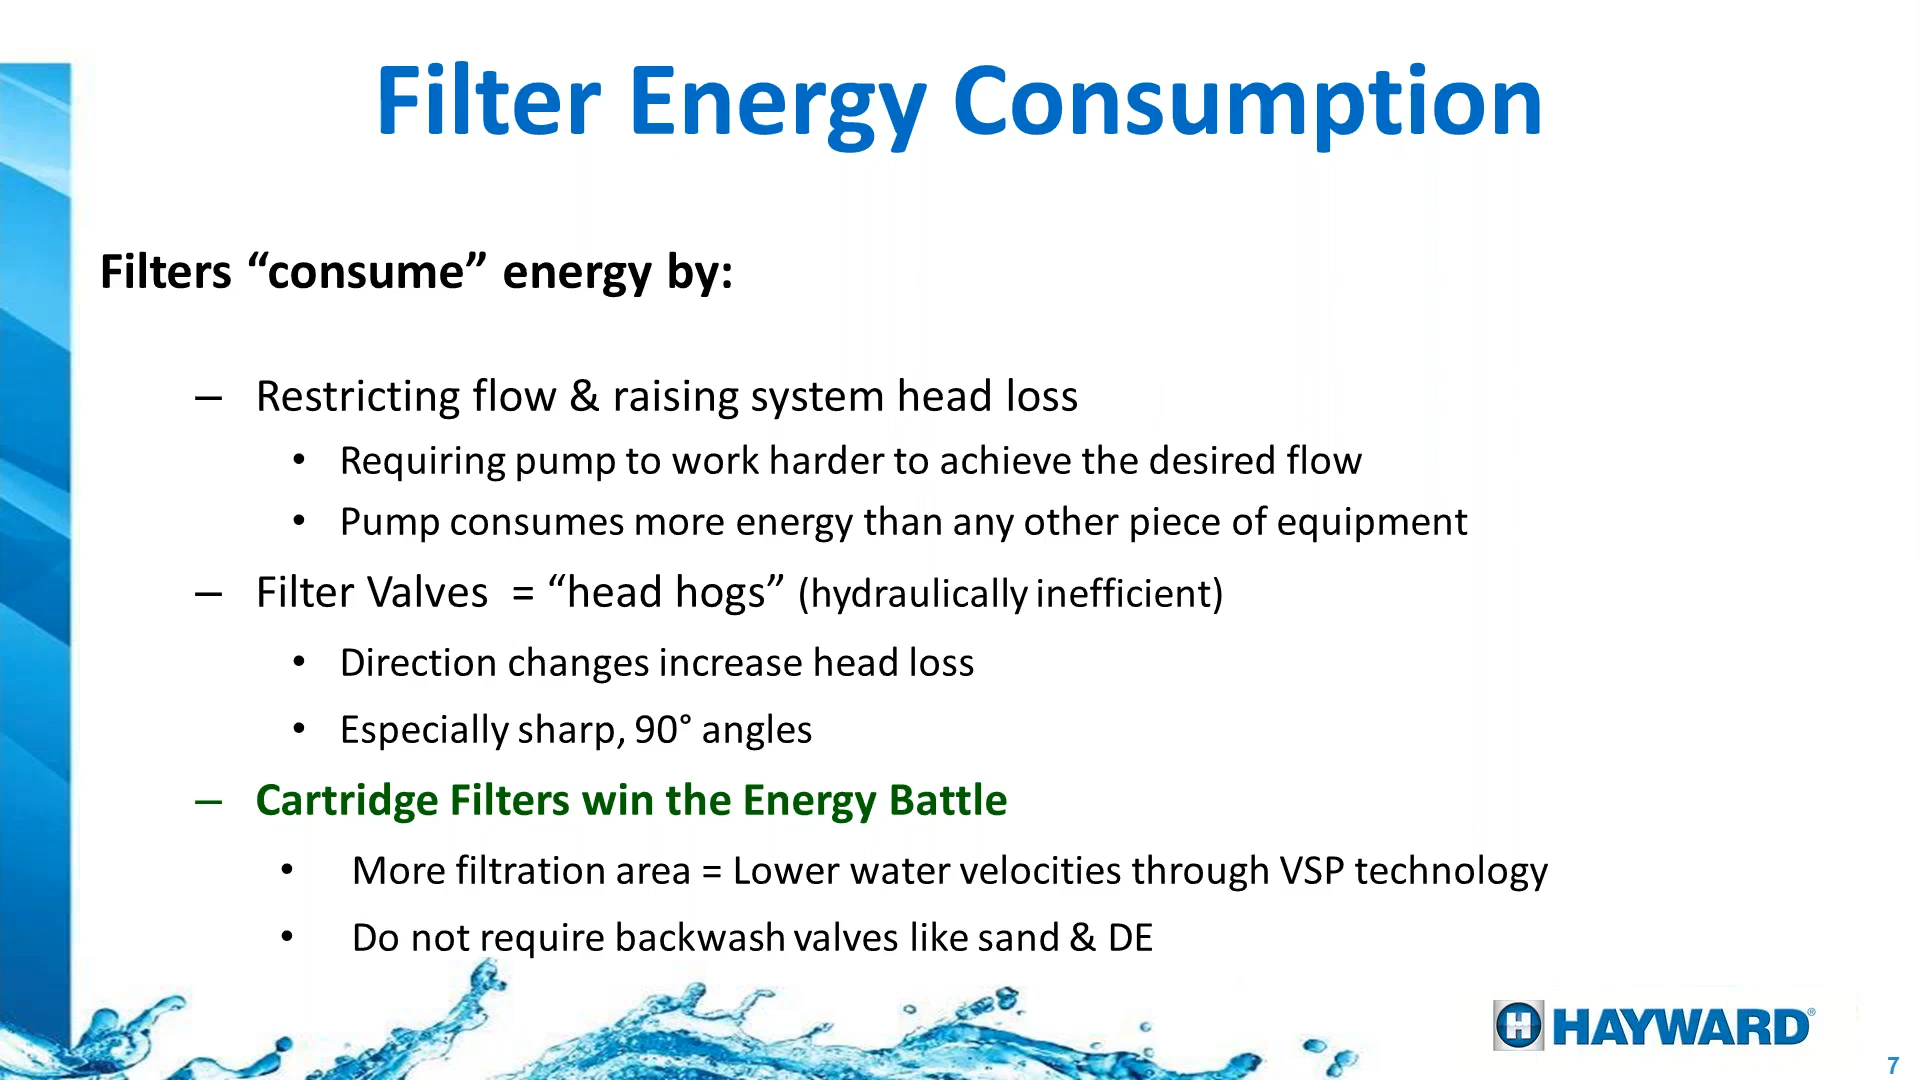 Filter Energy Consumption
Filters “consume” energy by:
– Restricting flow & raising system head loss
• Requiring pump to work harder to achieve the desired flow
• Pump consumes more energy than any other piece of equipment
– Filter Valves = “head hogs” (hydraulically inefficient)
• Direction changes increase head loss
• Especially sharp, 90° angles
– Cartridge Filters win the Energy Battle
• More filtration area = Lower water velocities through VSP technology
• Do not require backwash valves like sand & DE
H HAYWARD®
7